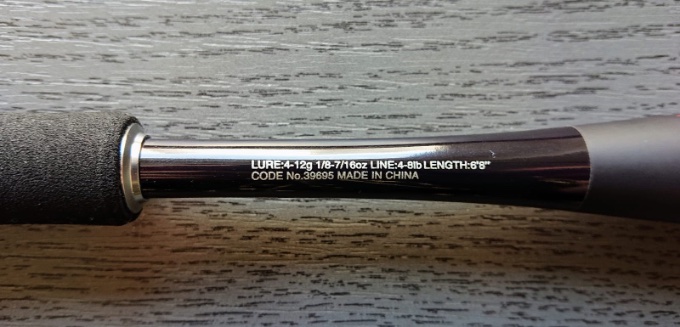 LURE:4-12g 1/8-7/16oz LINE:4-8lb LENGTH:6'8"
CODE No.39695 MADE IN CHINA